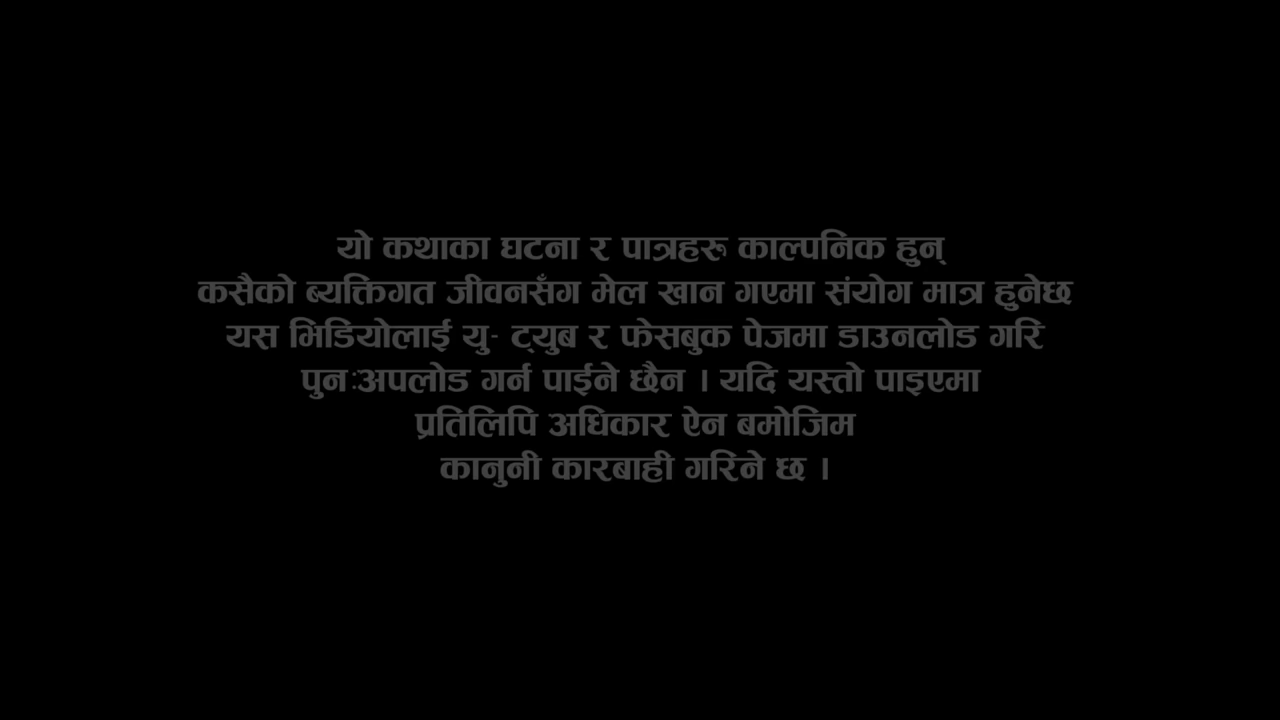 यो कथाका घटना र पात्रहरू काल्पनिक हुन्
कसैको ब्यक्तिगत जीवनसँग मेल खान गएमा संयोग मात्र हुनेछ
यस भिडियोलाई यु- ट्युब र फेसबुक पेजमा डाउनलोड गरि
पुनःअपलोड गर्न पाईने छैन । यदि यस्तो पाइएमा
प्रतिलिपि अधिकार ऐन बमोजिम
कानुनी कारबाही गरिने छ ।